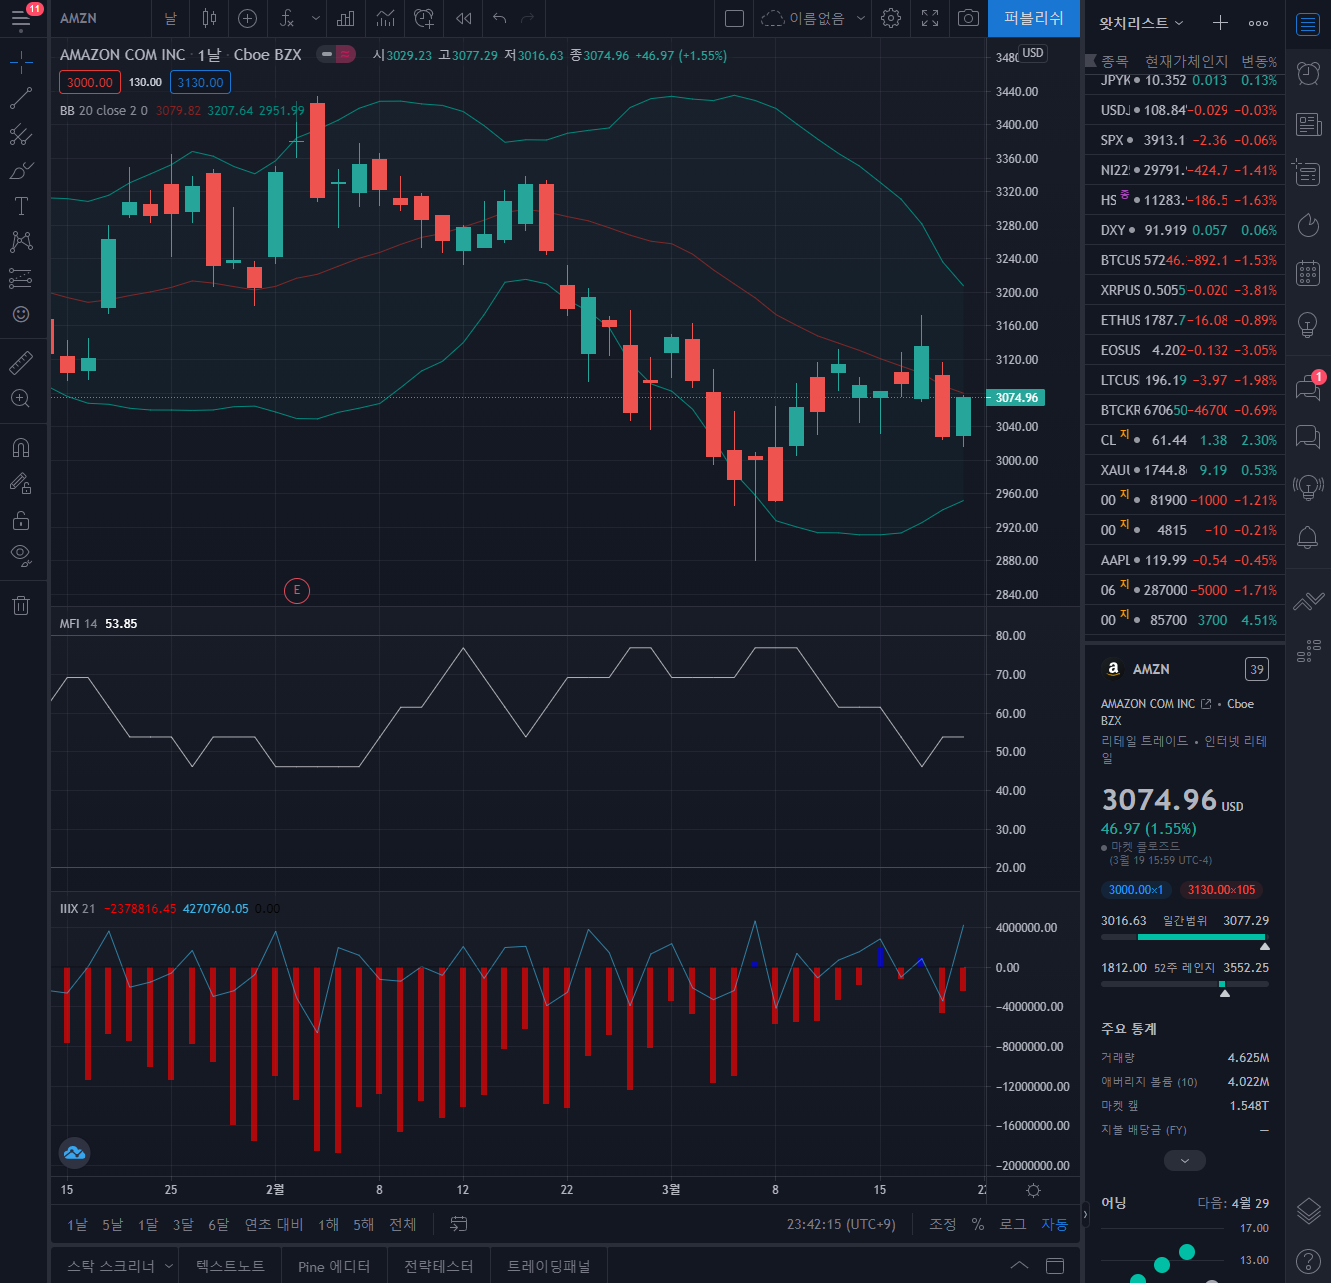 11
AMZN
날
이름없음
퍼블리쉬
AMAZON COM INC · 1날 · Cboe BZX
시3029.23 고3077.29 저3016.63 종3074.96 +46.97 (+1.55%)
3000.00 130.00 3130.00
BB 20 close 2 0 3079.82 3207.64 2951.99
USD
3440.00
3400.00
3360.00
3320.00
3280.00
3240.00
3200.00
3160.00
3120.00
3074.96
3040.00
3000.00
2960.00
2920.00
2880.00
2840.00
E
MFI 14 53.85
80.00
70.00
60.00
50.00
40.00
30.00
20.00
IIIX 21 −2378816.45 4270760.05 0.00
4000000.00
0.00
−4000000.00
−8000000.00
−12000000.00
−16000000.00
−20000000.00
15 25 2월 8 12 22 3월 8 15
1날 5날 1달 3달 6달 연초 대비 1해 5해 전체
23:42:15 (UTC+9) 조정 % 로그 자동
스탁 스크리너 텍스트노트 Pine 에디터 전략테스터 트레이딩패널
왓치리스트
종목 현재가 체인지 변동%
JPYK 10.352 0.013 0.13%
USDJ 108.84 −0.029 −0.03%
SPX 3913.1 −2.36 −0.06%
NI22 29791. −424.7 −1.41%
HS 종 11283. −186.5 −1.63%
DXY 91.919 0.057 0.06%
BTCUS 57246. −892.1 −1.53%
XRPUS 0.5055 −0.020 −3.81%
ETHUS 1787.7 −16.08 −0.89%
EOSUS 4.202 −0.132 −3.05%
LTCUS 196.19 −3.97 −1.98%
BTCKR 670650 −46700 −0.69%
CL 지 61.44 1.38 2.30%
XAUU 1744.8 9.19 0.53%
00 지 81900 −1000 −1.21%
00 지 4815 −10 −0.21%
AAPL 119.99 −0.54 −0.45%
06 지 287000 −5000 −1.71%
00 지 85700 3700 4.51%
a AMZN 39
AMAZON COM INC • Cboe
BZX
리테일 트레이드 • 인터넷 리테
일
3074.96 USD
46.97 (1.55%)
마켓 클로즈드
(3월 19 15:59 UTC-4)
3000.00×1 3130.00×105
3016.63 일간범위 3077.29
1812.00 52주 레인지 3552.25
주요 통계
거래량 4.625M
애버리지 볼륨 (10) 4.022M
마켓 캪 1.548T
지불 배당금 (FY) —
어닝 다음: 4월 29
17.00
13.00
1